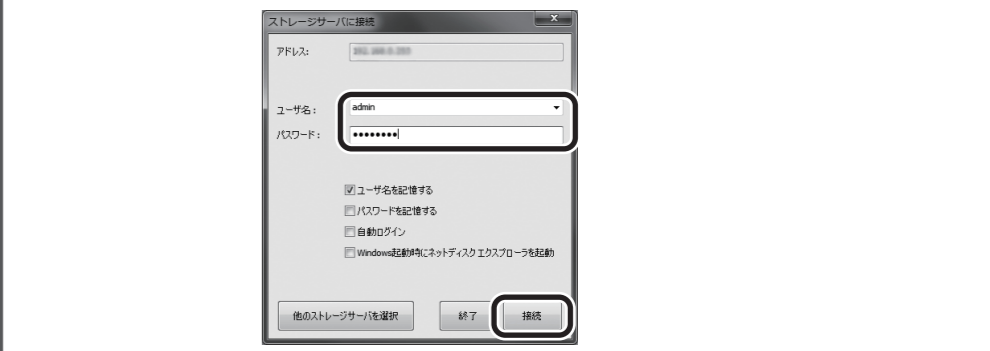 ストレージサーバに接続
アドレス:
ユーザ名: admin
パスワード: ••••••••
ユーザ名を記憶する
パスワードを記憶する
自動ログイン
Windows起動時にネットディスクエクスプローラを起動
他のストレージサーバを選択 終了 接続